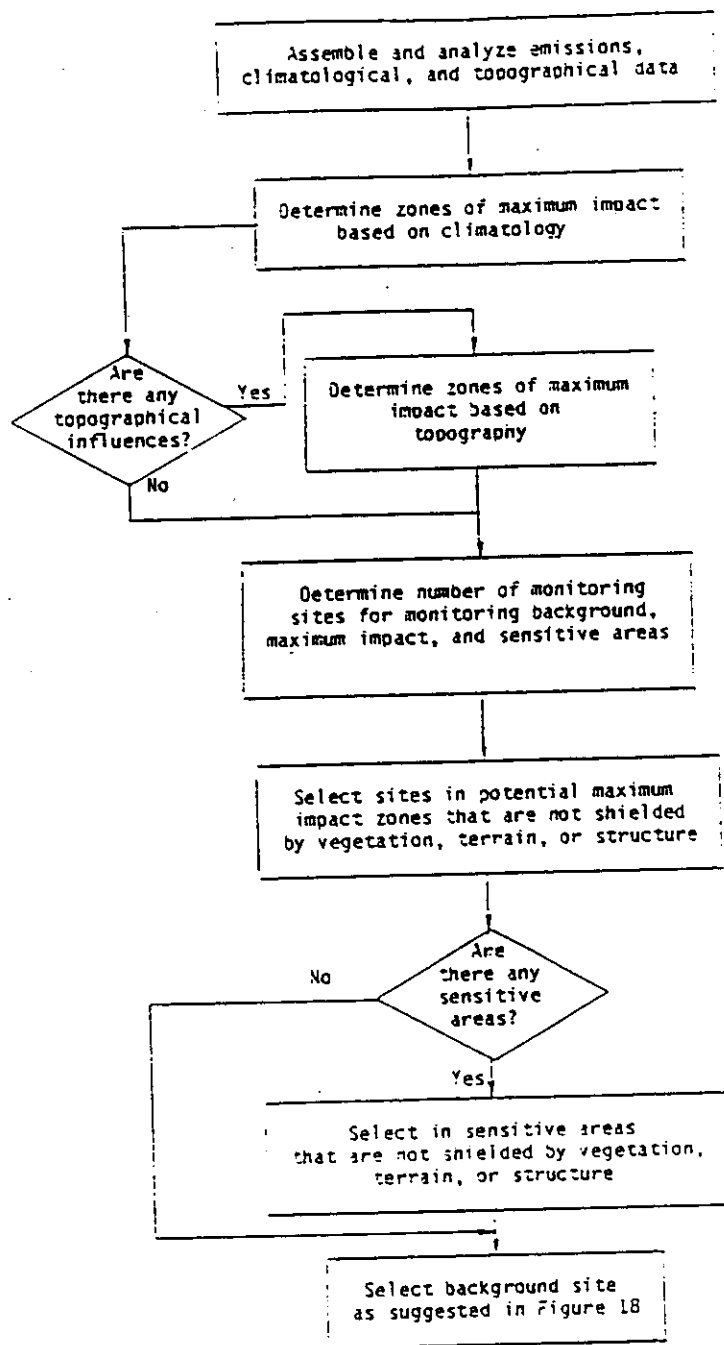 Assemble and analyze emissions,
climatological, and topographical data
Determine zones of maximum impact
based on climatology
Are
there any
topographical
influences?
Yes
No
Determine zones of maximum
impact based on
topography
Determine number of monitoring
sites for monitoring background,
maximum impact, and sensitive areas
Select sites in potential maximum
impact zones that are not shielded
by vegetation, terrain, or structure
Are
there any
sensitive
areas?
No
Yes
Select in sensitive areas
that are not shielded by vegetation,
terrain, or structure
Select background site
as suggested in Figure 18